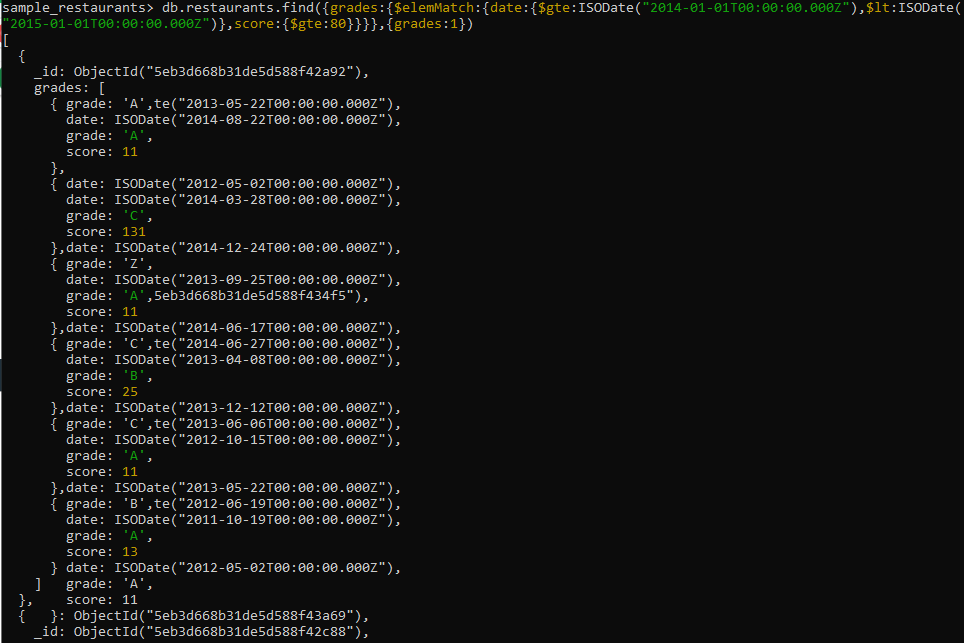 sample_restaurants> db.restaurants.find({grades:{$elemMatch:{date:{$gte:ISODate("2014-01-01T00:00:00.000Z"),$lt:ISODate(
"2015-01-01T00:00:00.000Z")},score:{$gte:80}}}},{grades:1})
[
  {
    _id: ObjectId("5eb3d668b31de5d588f42a92"),
    grades: [
      { grade: 'A',te("2013-05-22T00:00:00.000Z"),
        date: ISODate("2014-08-22T00:00:00.000Z"),
        grade: 'A',
        score: 11
      },
      { date: ISODate("2012-05-02T00:00:00.000Z"),
        date: ISODate("2014-03-28T00:00:00.000Z"),
        grade: 'C',
        score: 131
      },date: ISODate("2014-12-24T00:00:00.000Z"),
      { grade: 'Z',
        date: ISODate("2013-09-25T00:00:00.000Z"),
        grade: 'A',5eb3d668b31de5d588f434f5"),
        score: 11
      },date: ISODate("2014-06-17T00:00:00.000Z"),
      { grade: 'C',te("2014-06-27T00:00:00.000Z"),
        date: ISODate("2013-04-08T00:00:00.000Z"),
        grade: 'B',
        score: 25
      },date: ISODate("2013-12-12T00:00:00.000Z"),
      { grade: 'C',te("2013-06-06T00:00:00.000Z"),
        date: ISODate("2012-10-15T00:00:00.000Z"),
        grade: 'A',
        score: 11
      },date: ISODate("2013-05-22T00:00:00.000Z"),
      { grade: 'B',te("2012-06-19T00:00:00.000Z"),
        date: ISODate("2011-10-19T00:00:00.000Z"),
        grade: 'A',
        score: 13
      } date: ISODate("2012-05-02T00:00:00.000Z"),
    ]   grade: 'A',
  },    score: 11
  {   }: ObjectId("5eb3d668b31de5d588f43a69"),
    _id: ObjectId("5eb3d668b31de5d588f42c88"),